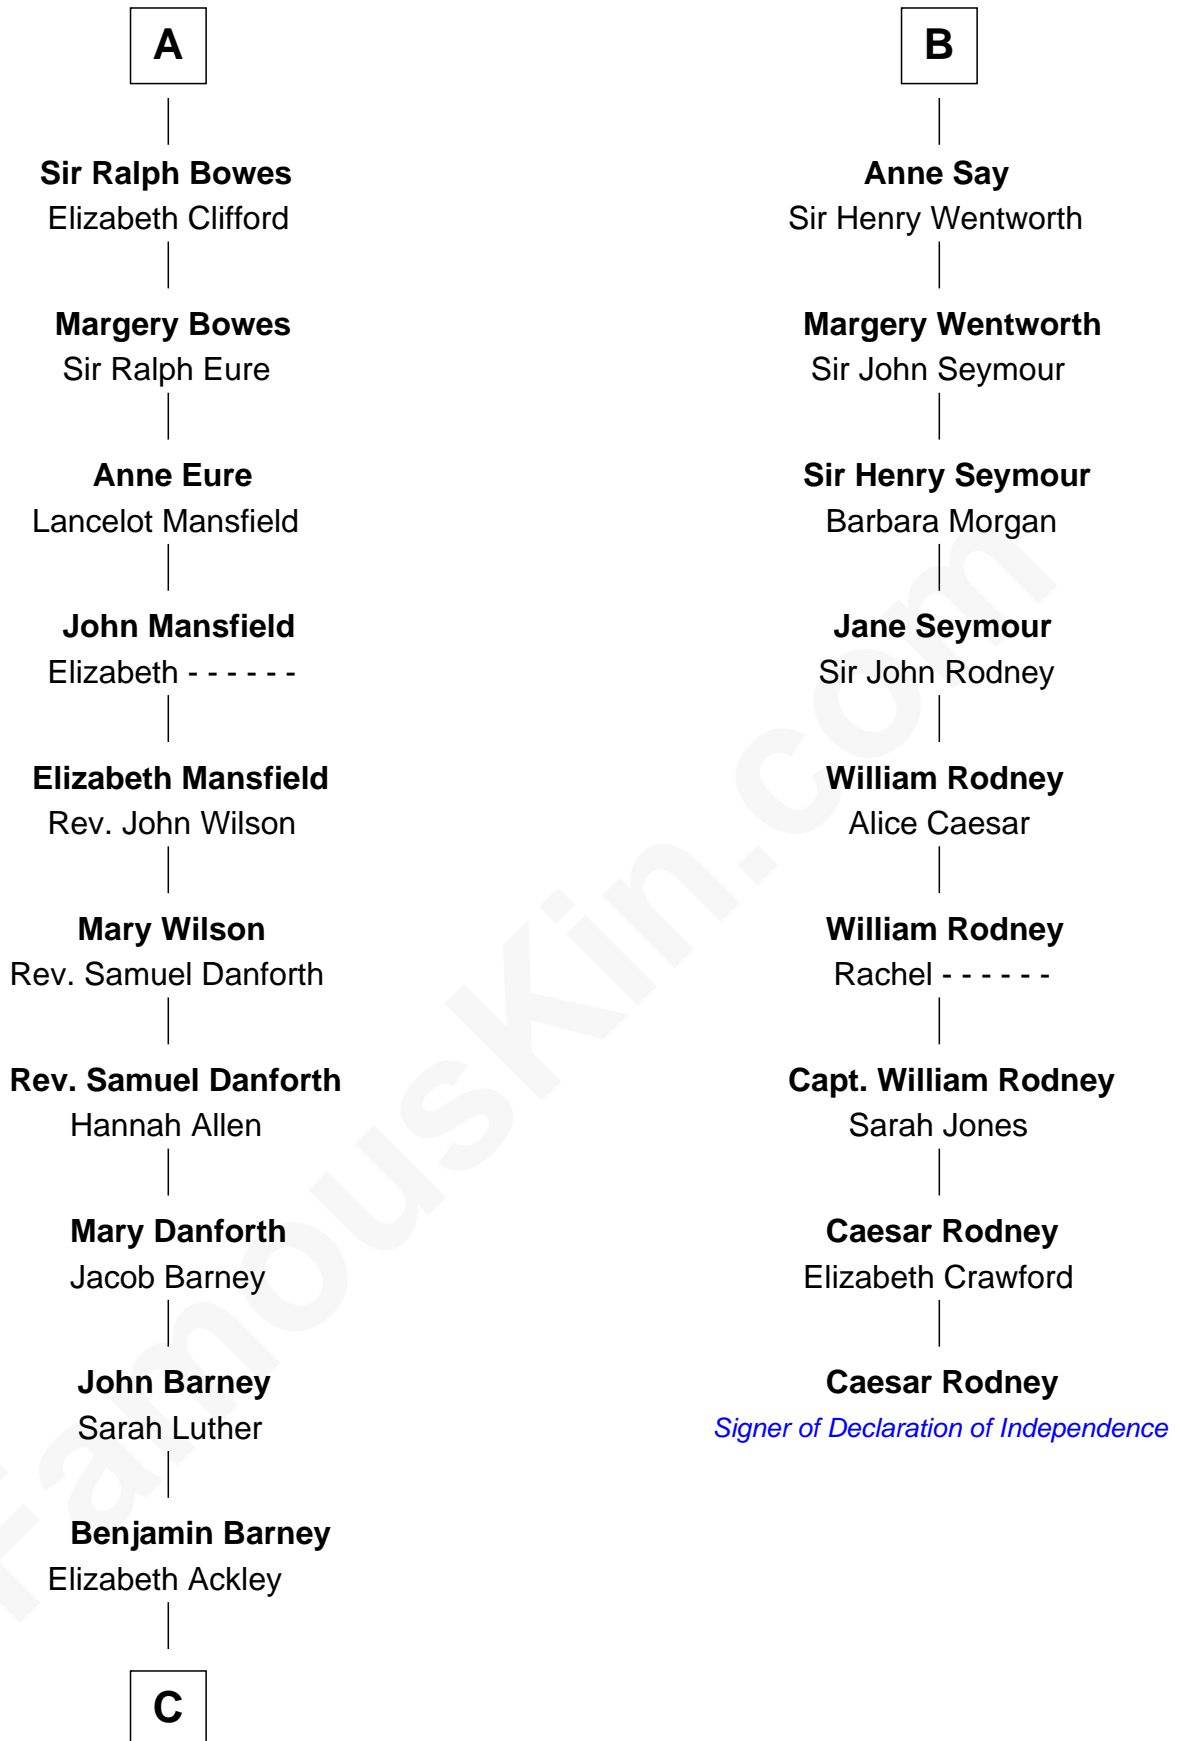 A
Sir Ralph Bowes
Elizabeth Clifford
Margery Bowes
Sir Ralph Eure
Anne Eure
Lancelot Mansfield
John Mansfield
Elizabeth - - - - - -
Elizabeth Mansfield
Rev. John Wilson
Mary Wilson
Rev. Samuel Danforth
Rev. Samuel Danforth
Hannah Allen
Mary Danforth
Jacob Barney
John Barney
Sarah Luther
Benjamin Barney
Elizabeth Ackley
C
B
Anne Say
Sir Henry Wentworth
Margery Wentworth
Sir John Seymour
Sir Henry Seymour
Barbara Morgan
Jane Seymour
Sir John Rodney
William Rodney
Alice Caesar
William Rodney
Rachel - - - - - -
Capt. William Rodney
Sarah Jones
Caesar Rodney
Elizabeth Crawford
Caesar Rodney
Signer of Declaration of Independence
FamousKin.com